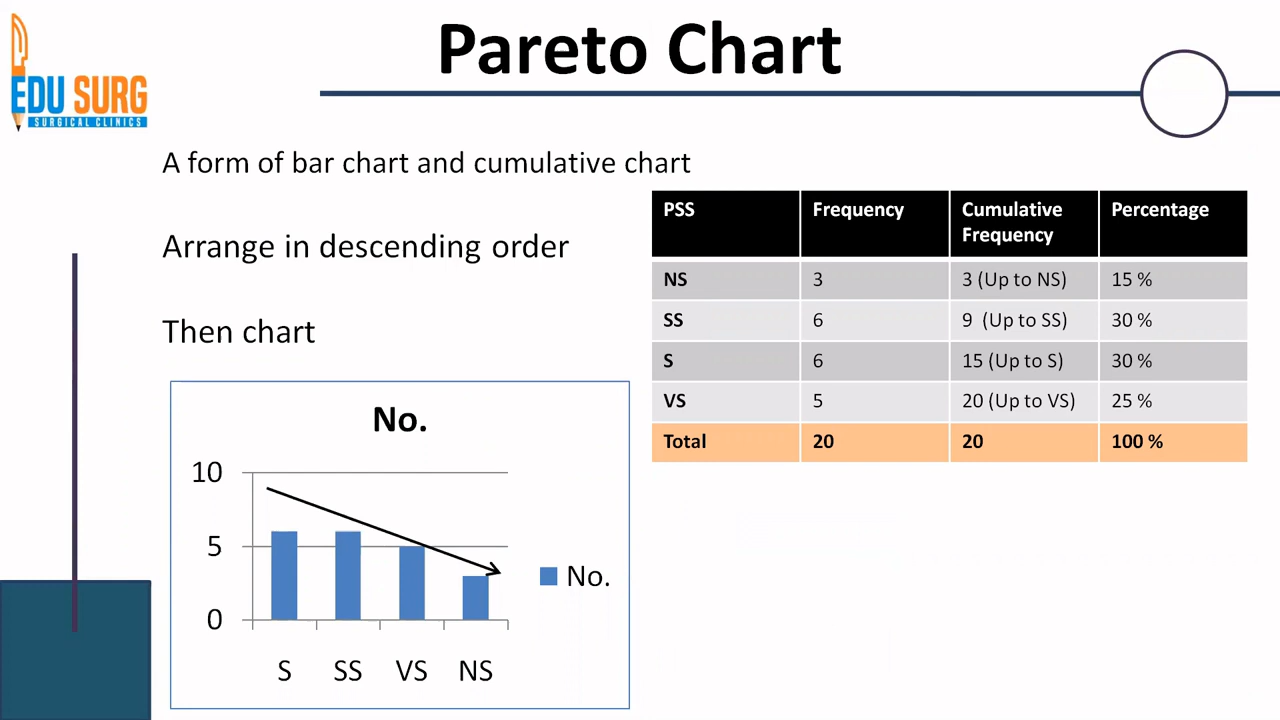 Pareto Chart
EDU SURG
SURGICAL CLINICS
A form of bar chart and cumulative chart
Arrange in descending order
Then chart
PSS Frequency Cumulative Frequency Percentage
NS 3 3 (Up to NS) 15 %
SS 6 9 (Up to SS) 30 %
S 6 15 (Up to S) 30 %
VS 5 20 (Up to VS) 25 %
Total 20 20 100 %
No.
10
5
0
S SS VS NS
No.